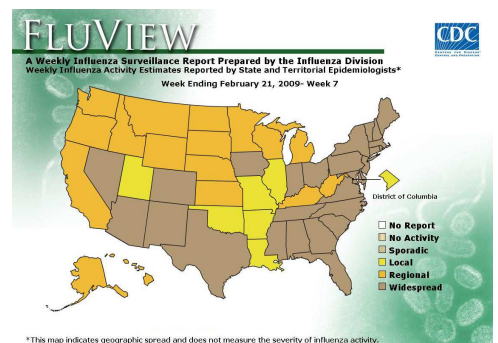 FLUVIEW
CDC
A Weekly Influenza Surveillance Report Prepared by the Influenza Division
Weekly Influenza Activity Estimates Reported by State and Territorial Epidemiologists*
Week Ending February 21, 2009- Week 7
District of Columbia
No Report
No Activity
Sporadic
Local
Regional
Widespread
*This map indicates geographic spread and does not measure the severity of influenza activity.